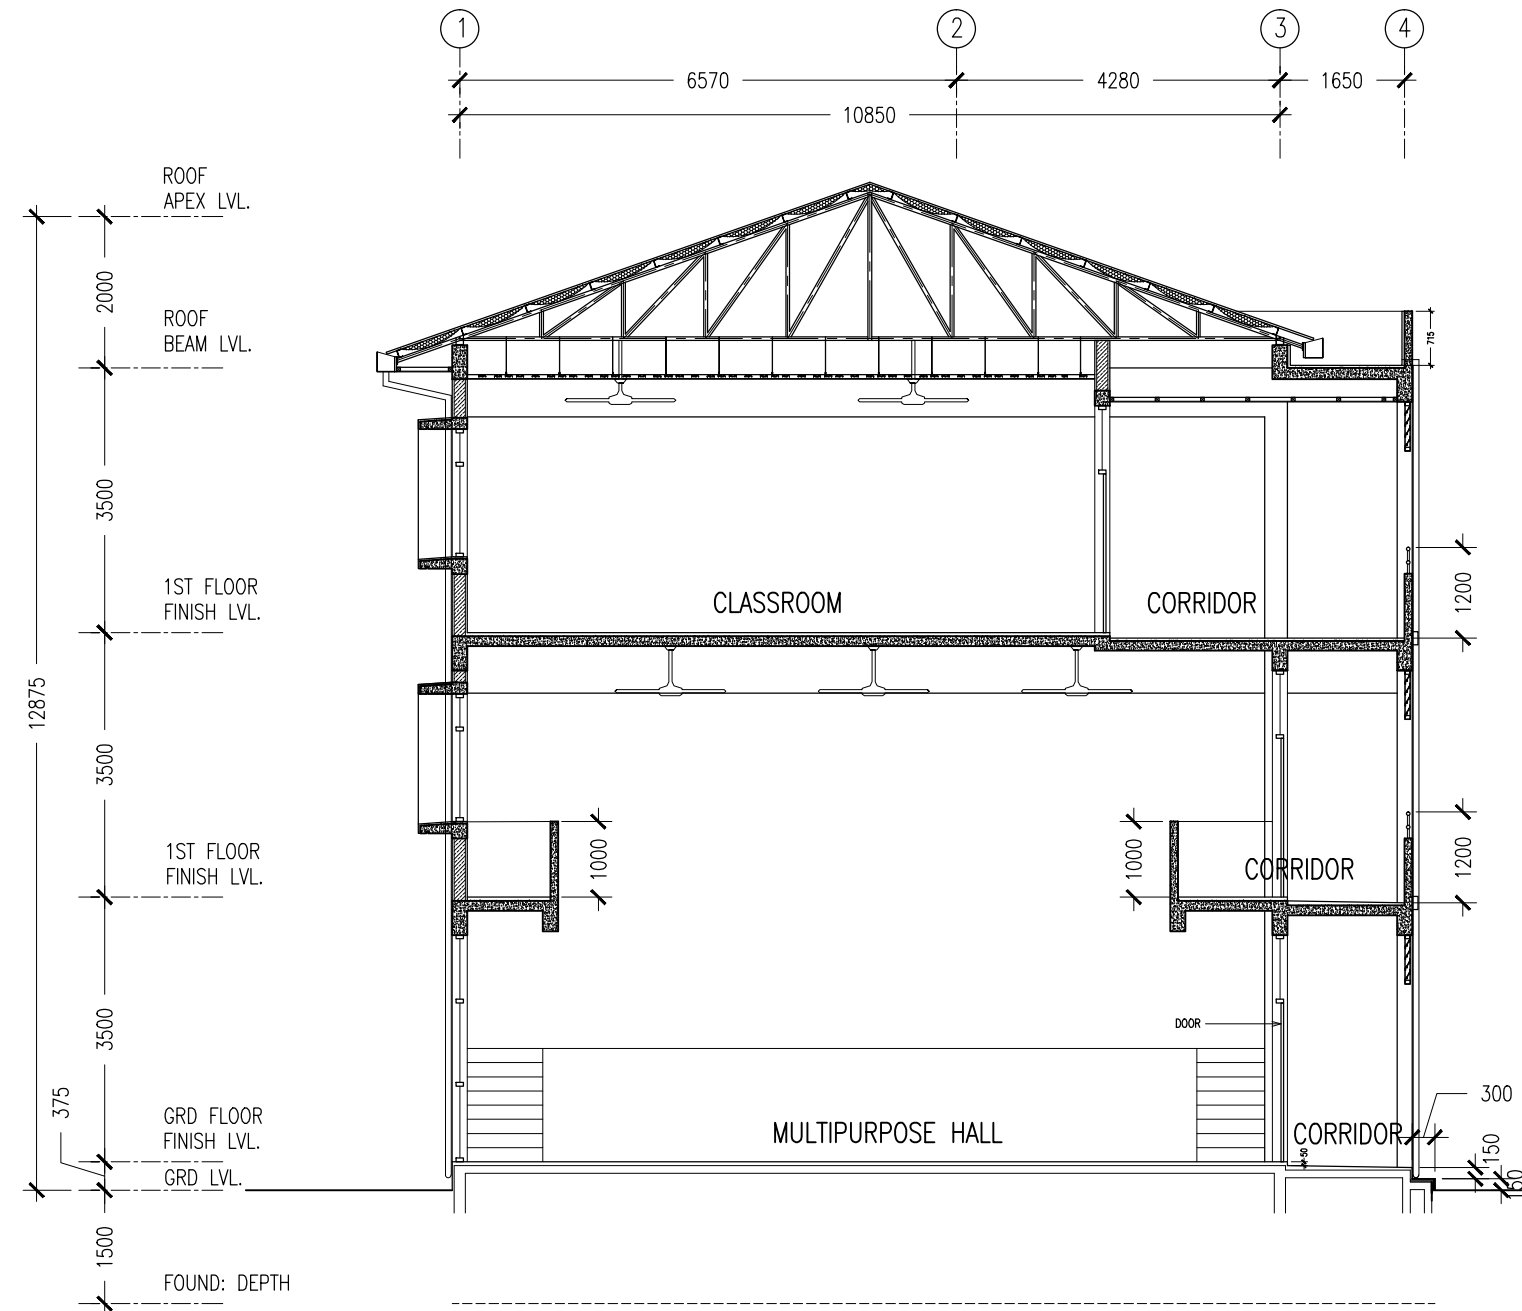 1
2
3
4
6570
4280
1650
10850
ROOF
APEX LVL.
2000
ROOF
BEAM LVL.
715
3500
1ST FLOOR
FINISH LVL.
CLASSROOM
CORRIDOR
1200
12875
3500
1ST FLOOR
FINISH LVL.
1000
1000
CORRIDOR
1200
3500
DOOR
375
GRD FLOOR
FINISH LVL.
MULTIPURPOSE HALL
CORRIDOR
300
50
150
GRD LVL.
150
1500
FOUND: DEPTH